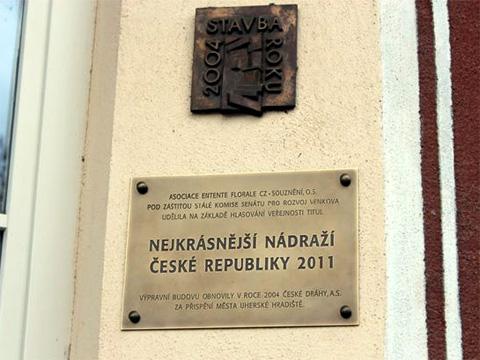 STAVBA
2004
ROKU
ASOCIACE ENTENTE FLORALE CZ - SOUZNĚNÍ, O.S.
POD ZÁŠTITOU STÁLÉ KOMISE SENÁTU PRO ROZVOJ VENKOVA
UDĚLILA NA ZÁKLADĚ HLASOVÁNÍ VEŘEJNOSTI TITUL
NEJKRÁSNĚJŠÍ NÁDRAŽÍ
ČESKÉ REPUBLIKY 2011
VÝPRAVNÍ BUDOVU OBNOVILY V ROCE 2004 ČESKÉ DRÁHY, A.S.
ZA PŘISPĚNÍ MĚSTA UHERSKÉ HRADIŠTĚ.